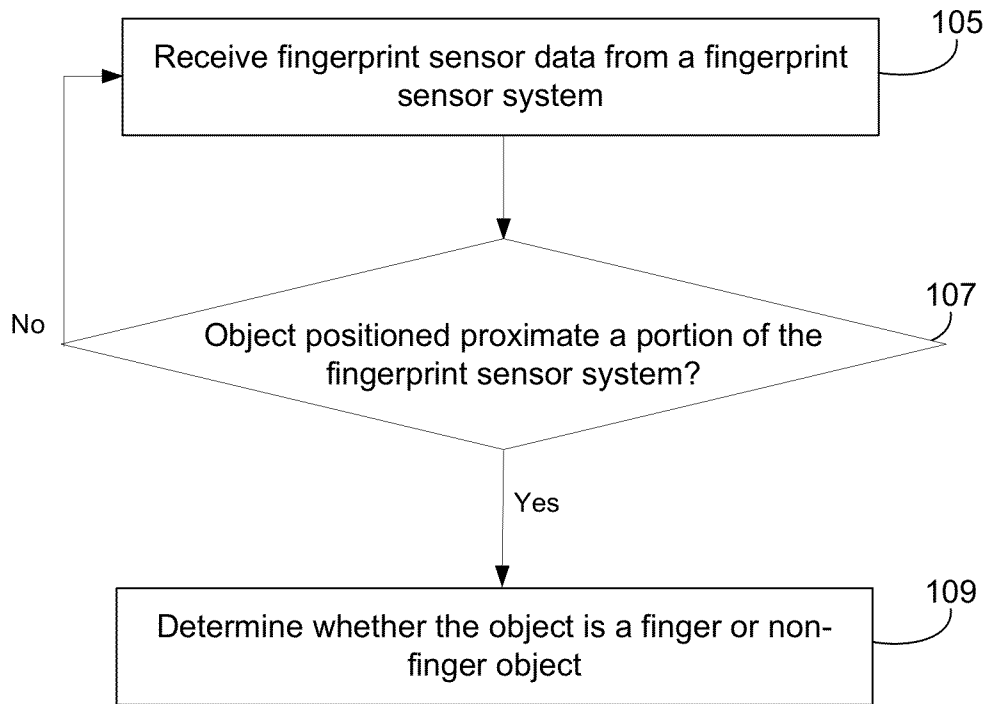 105
Receive fingerprint sensor data from a fingerprint
sensor system
107
No
Object positioned proximate a portion of the
fingerprint sensor system?
Yes
109
Determine whether the object is a finger or non-
finger object